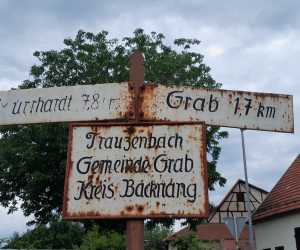 urrhardt 7.8
Grab 1.7 km
Trauzenbach
Gemeinde Grab
Kreis Backnang